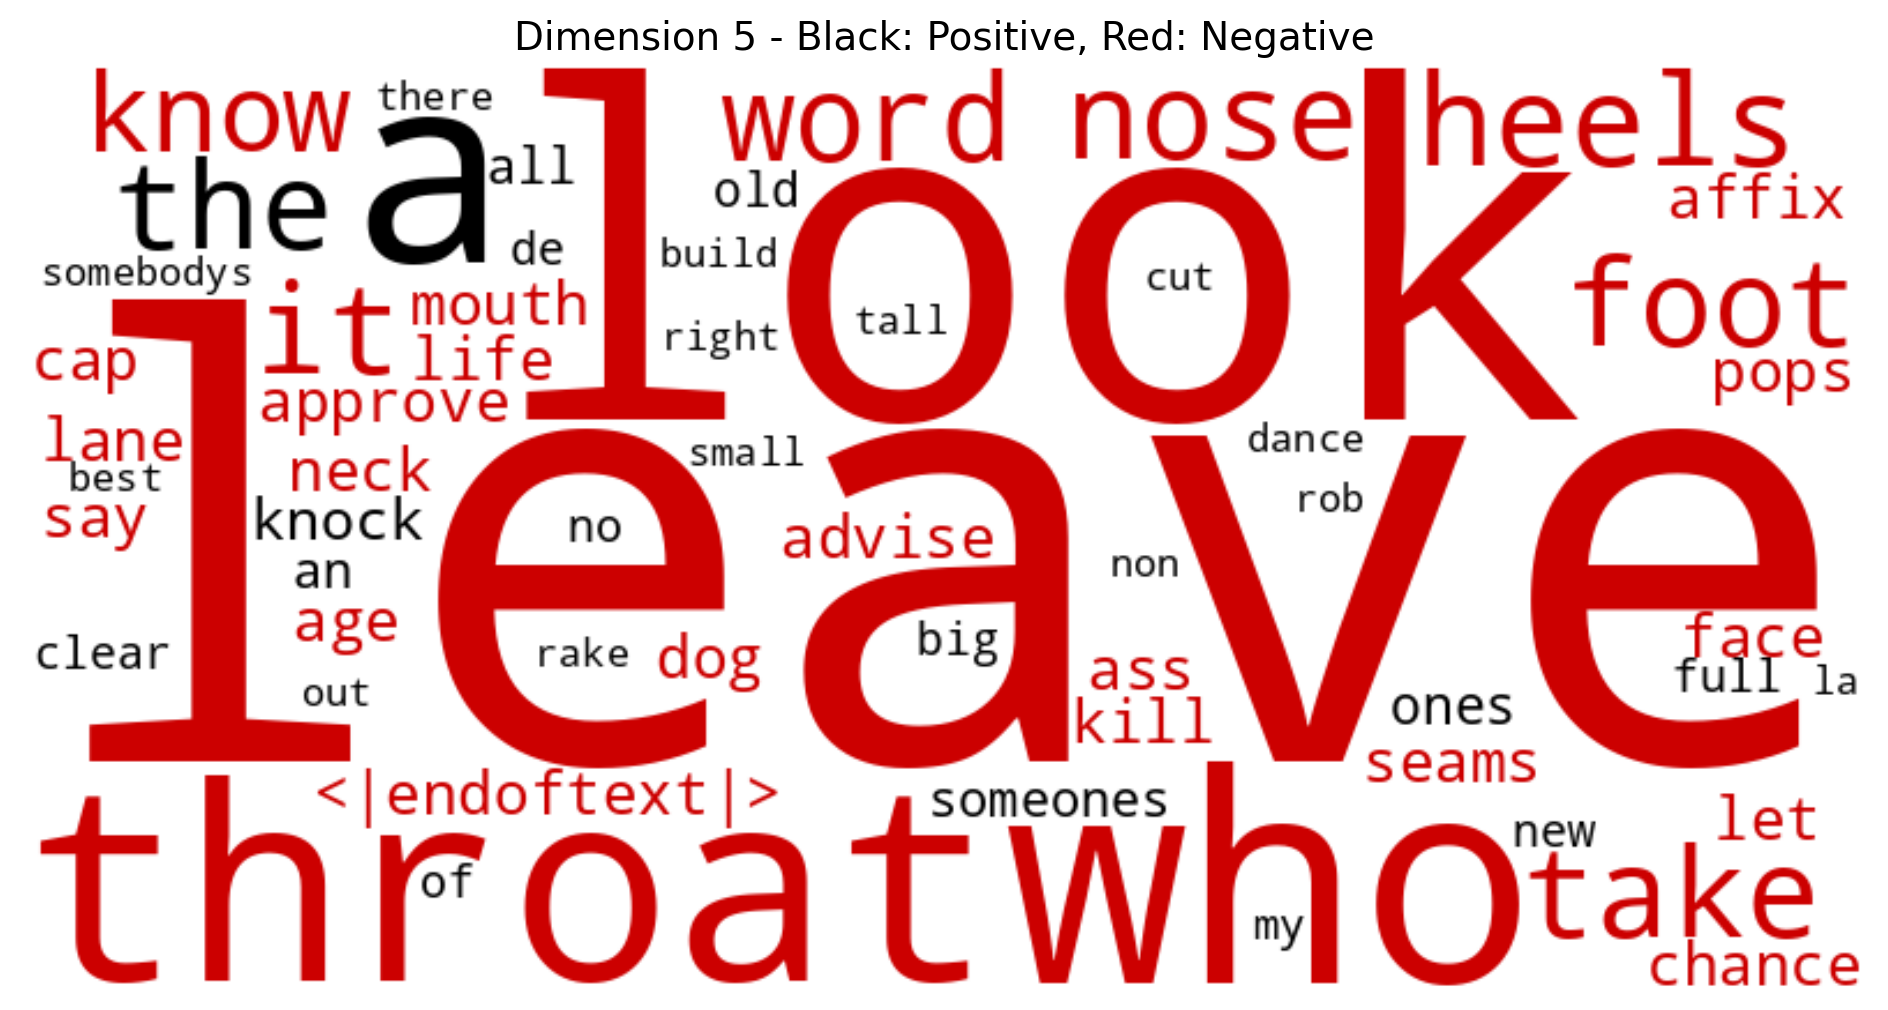 Dimension 5 - Black: Positive, Red: Negative
know
there
a
the
all
look
word
nose
heels
old
affix
de
build
cut
somebodys
it
mouth
foot
tall
right
cap
life
pops
approve
lane
small
dance
best
neck
leave
rob
say
knock
no
advise
an
non
age
clear
rake
dog
big
face
ass
full
la
out
kill
ones
seams
<|endoftext|>
someones
let
new
throat
who
of
take
my
chance